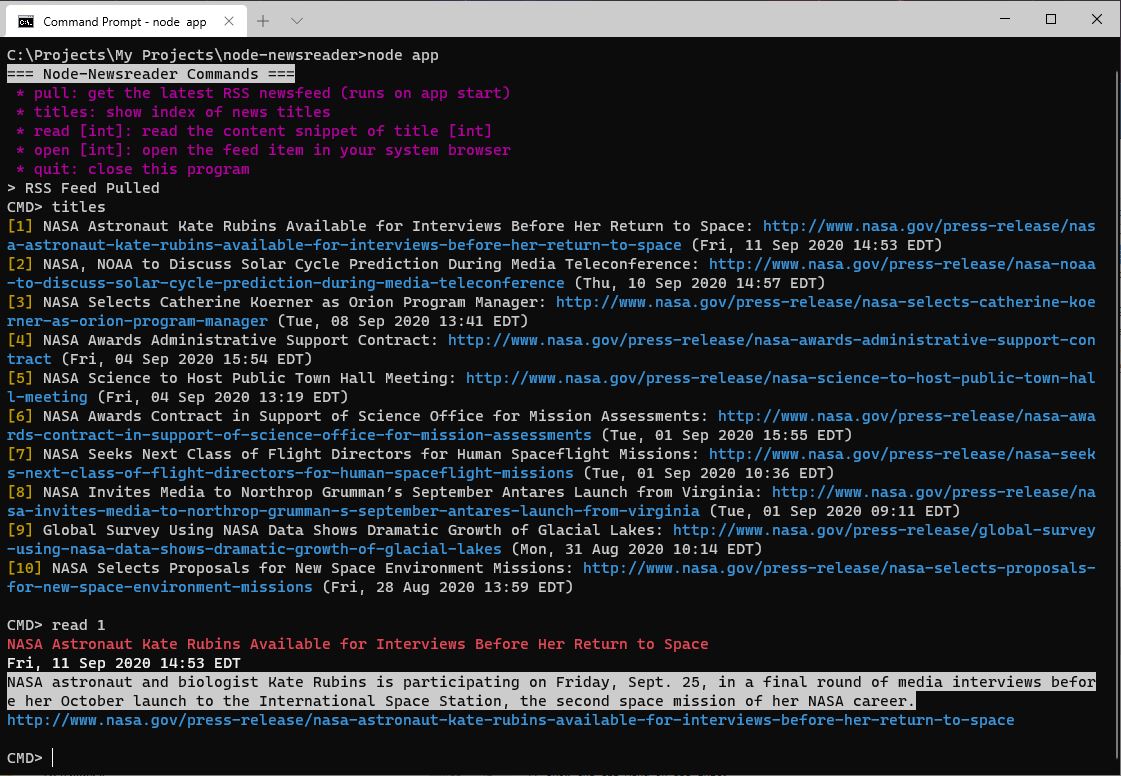 Command Prompt - node  app
C:\Projects\My Projects\node-newsreader>node app
=== Node-Newsreader Commands ===
* pull: get the latest RSS newsfeed (runs on app start)
* titles: show index of news titles
* read [int]: read the content snippet of title [int]
* open [int]: open the feed item in your system browser
* quit: close this program
> RSS Feed Pulled
CMD> titles
[1] NASA Astronaut Kate Rubins Available for Interviews Before Her Return to Space: http://www.nasa.gov/press-release/nas
a-astronaut-kate-rubins-available-for-interviews-before-her-return-to-space (Fri, 11 Sep 2020 14:53 EDT)
[2] NASA, NOAA to Discuss Solar Cycle Prediction During Media Teleconference: http://www.nasa.gov/press-release/nasa-noaa
-to-discuss-solar-cycle-prediction-during-media-teleconference (Thu, 10 Sep 2020 14:57 EDT)
[3] NASA Selects Catherine Koerner as Orion Program Manager: http://www.nasa.gov/press-release/nasa-selects-catherine-koe
rner-as-orion-program-manager (Tue, 08 Sep 2020 13:41 EDT)
[4] NASA Awards Administrative Support Contract: http://www.nasa.gov/press-release/nasa-awards-administrative-support-con
tract (Fri, 04 Sep 2020 15:54 EDT)
[5] NASA Science to Host Public Town Hall Meeting: http://www.nasa.gov/press-release/nasa-science-to-host-public-town-hal
l-meeting (Fri, 04 Sep 2020 13:19 EDT)
[6] NASA Awards Contract in Support of Science Office for Mission Assessments: http://www.nasa.gov/press-release/nasa-awa
rds-contract-in-support-of-science-office-for-mission-assessments (Tue, 01 Sep 2020 15:55 EDT)
[7] NASA Seeks Next Class of Flight Directors for Human Spaceflight Missions: http://www.nasa.gov/press-release/nasa-seek
s-next-class-of-flight-directors-for-human-spaceflight-missions (Tue, 01 Sep 2020 10:36 EDT)
[8] NASA Invites Media to Northrop Grumman’s September Antares Launch from Virginia: http://www.nasa.gov/press-release/na
sa-invites-media-to-northrop-grumman-s-september-antares-launch-from-virginia (Tue, 01 Sep 2020 09:11 EDT)
[9] Global Survey Using NASA Data Shows Dramatic Growth of Glacial Lakes: http://www.nasa.gov/press-release/global-survey
-using-nasa-data-shows-dramatic-growth-of-glacial-lakes (Mon, 31 Aug 2020 10:14 EDT)
[10] NASA Selects Proposals for New Space Environment Missions: http://www.nasa.gov/press-release/nasa-selects-proposals-
for-new-space-environment-missions (Fri, 28 Aug 2020 13:59 EDT)
CMD> read 1
NASA Astronaut Kate Rubins Available for Interviews Before Her Return to Space
Fri, 11 Sep 2020 14:53 EDT
NASA astronaut and biologist Kate Rubins is participating on Friday, Sept. 25, in a final round of media interviews befor
e her October launch to the International Space Station, the second space mission of her NASA career.
http://www.nasa.gov/press-release/nasa-astronaut-kate-rubins-available-for-interviews-before-her-return-to-space
CMD>